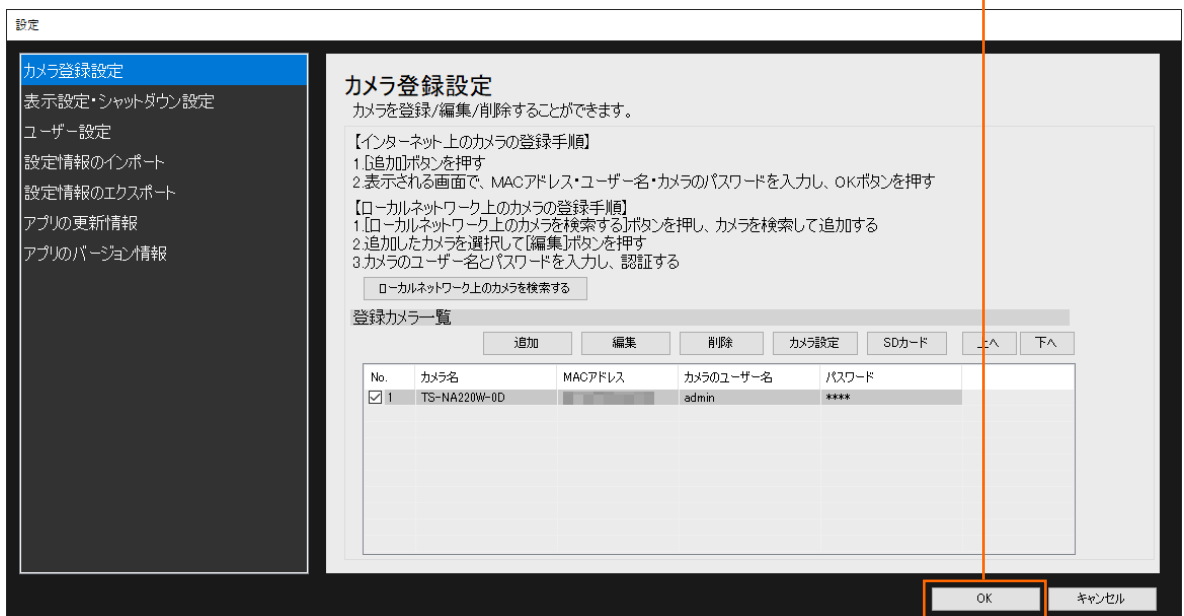 設定
カメラ登録設定
表示設定・シャットダウン設定
ユーザー設定
設定情報のインポート
設定情報のエクスポート
アプリの更新情報
アプリのバージョン情報
カメラ登録設定
カメラを登録/編集/削除することができます。
【インターネット上のカメラの登録手順】
1.[追加]ボタンを押す
2.表示される画面で、MACアドレス・ユーザー名・カメラのパスワードを入力し、OKボタンを押す
【ローカルネットワーク上のカメラの登録手順】
1.[ローカルネットワーク上のカメラを検索する]ボタンを押し、カメラを検索して追加する
2.追加したカメラを選択して[編集]ボタンを押す
3.カメラのユーザー名とパスワードを入力し、認証する
ローカルネットワーク上のカメラを検索する
登録カメラ一覧
追加 編集 削除 カメラ設定 SDカード 上へ 下へ
No. カメラ名 MACアドレス カメラのユーザー名 パスワード
1 TS-NA220W-0D admin ****
OK キャンセル